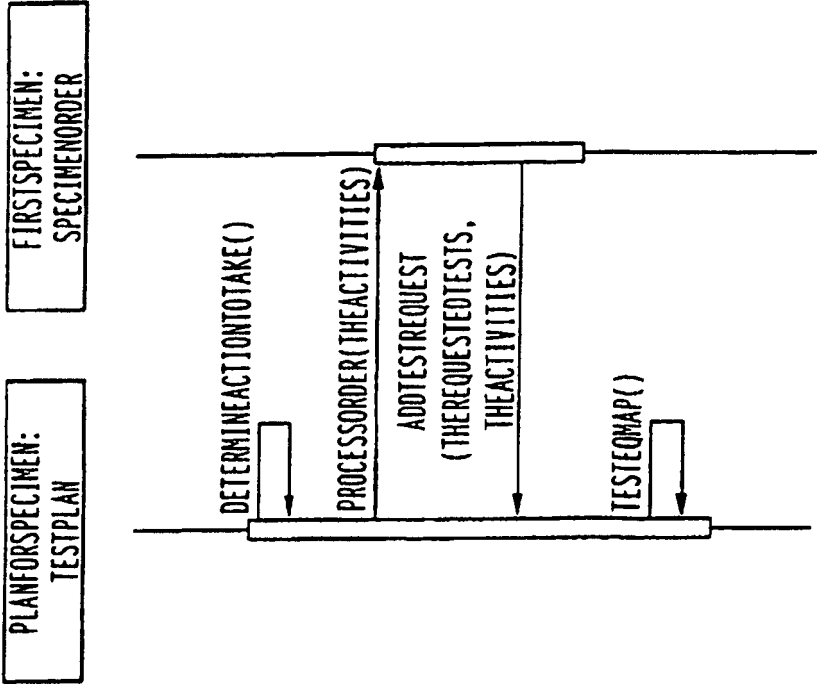 PLANFORSPECIMEN:
TESTPLAN
FIRSTSPECIMEN:
SPECIMENORDER
DETERMINEACTIONTOTAKE()
PROCESSORDER(THEACTIVITIES)
ADDTESTREQUEST
(THEREQUESTEDTESTS,
THEACTIVITIES)
TESTEQMAP()